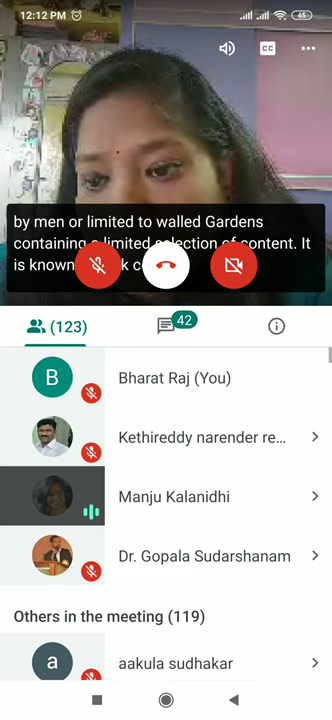 12:12 PM
65
CC
by men or limited to walled Gardens
containing a limited selection of content. It
is known
(123)
42
B
Bharat Raj (You)
Kethireddy narender re...
Manju Kalanidhi
Dr. Gopala Sudarshanam
Others in the meeting (119)
a
aakula sudhakar